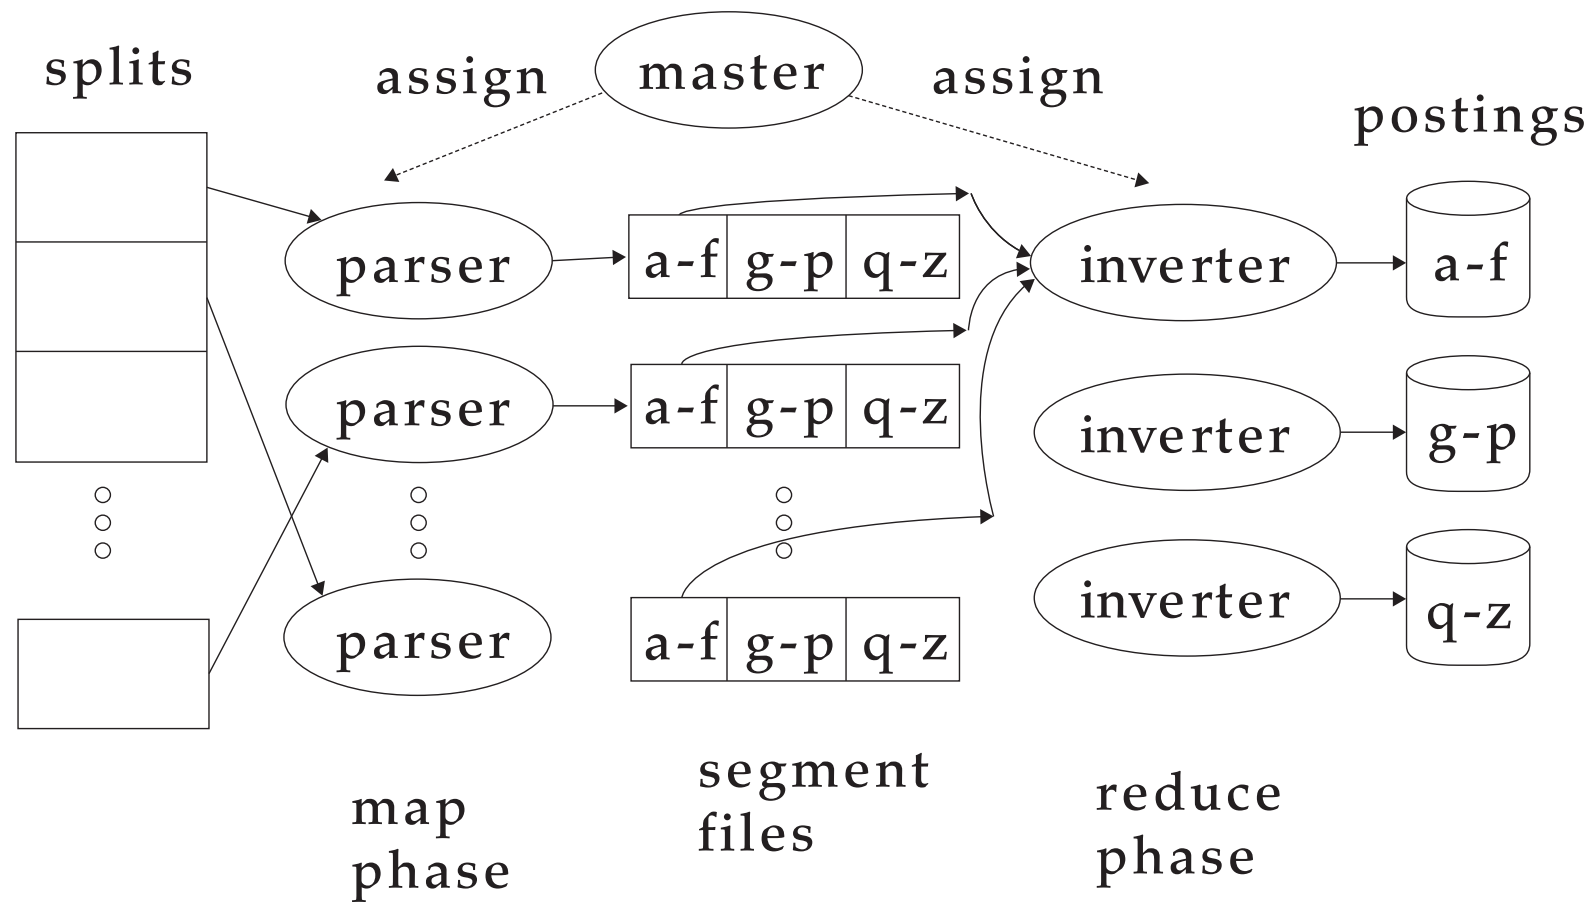 splits
assign
master
assign
postings
parser
a-f g-p q-z
inverter
a-f
parser
a-f g-p q-z
inverter
g-p
parser
a-f g-p q-z
inverter
q-z
map
phase
segment
files
reduce
phase